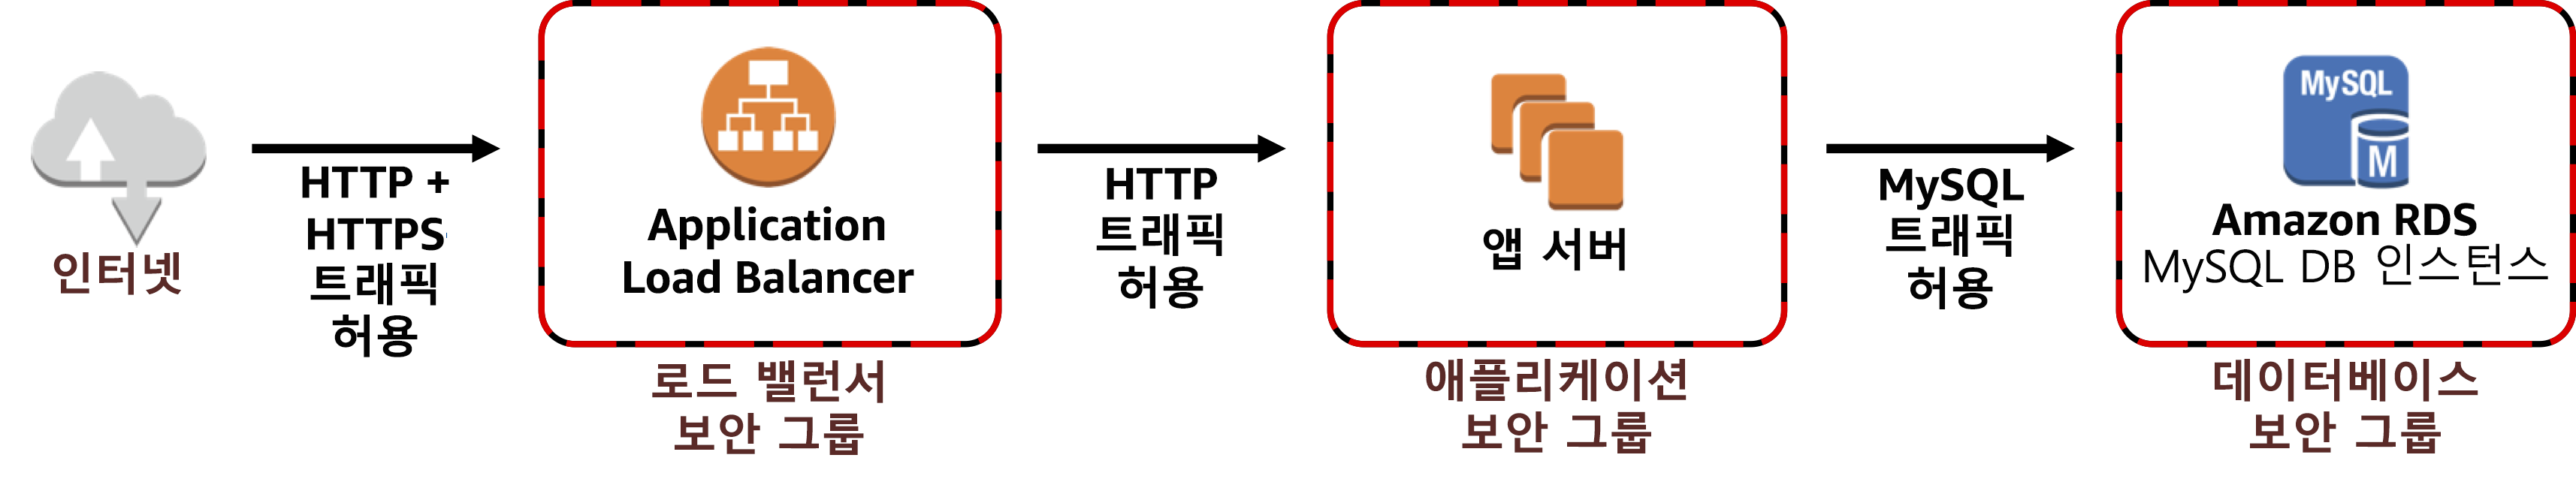 인터넷
HTTP +
HTTPS
트래픽
허용
Application
Load Balancer
로드 밸런서
보안 그룹
HTTP
트래픽
허용
앱 서버
애플리케이션
보안 그룹
MySQL
트래픽
허용
MySQL
M
Amazon RDS
MySQL DB 인스턴스
데이터베이스
보안 그룹